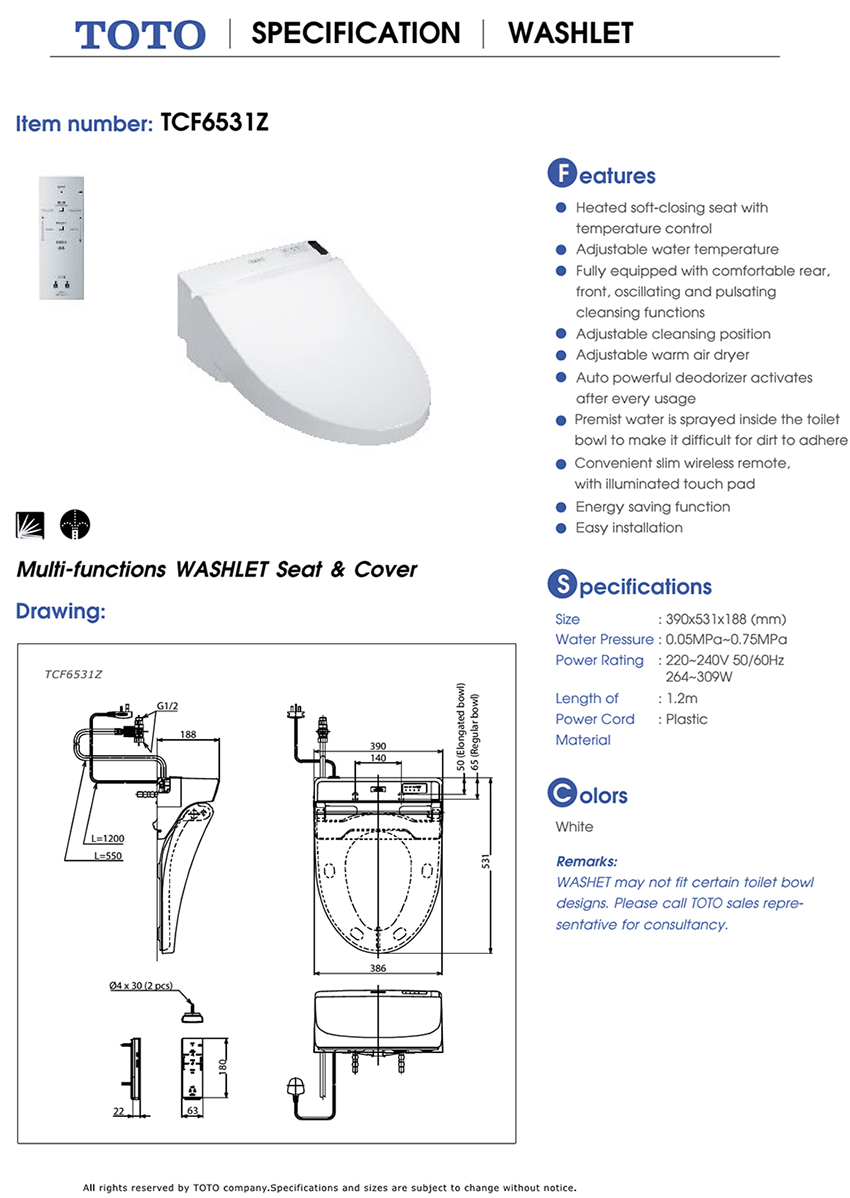 TOTO | SPECIFICATION | WASHLET
Item number: TCF6531Z
Features
Heated soft-closing seat with
temperature control
Adjustable water temperature
Fully equipped with comfortable rear,
front, oscillating and pulsating
cleansing functions
Adjustable cleansing position
Adjustable warm air dryer
Auto powerful deodorizer activates
after every usage
Premist water is sprayed inside the toilet
bowl to make it difficult for dirt to adhere
Convenient slim wireless remote,
with illuminated touch pad
Energy saving function
Easy installation
Multi-functions WASHLET Seat & Cover
Drawing:
TCF6531Z
G1/2
188
L=1200
L=550
390
140
50 (Elongated bowl)
65 (Regular bowl)
531
386
Ø4 x 30 (2 pcs)
180
22
63
Specifications
Size : 390x531x188 (mm)
Water Pressure : 0.05MPa~0.75MPa
Power Rating : 220~240V 50/60Hz
264~309W
Length of : 1.2m
Power Cord : Plastic
Material
Colors
White
Remarks:
WASHET may not fit certain toilet bowl
designs. Please call TOTO sales repre-
sentative for consultancy.
All rights reserved by TOTO company.Specifications and sizes are subject to change without notice.